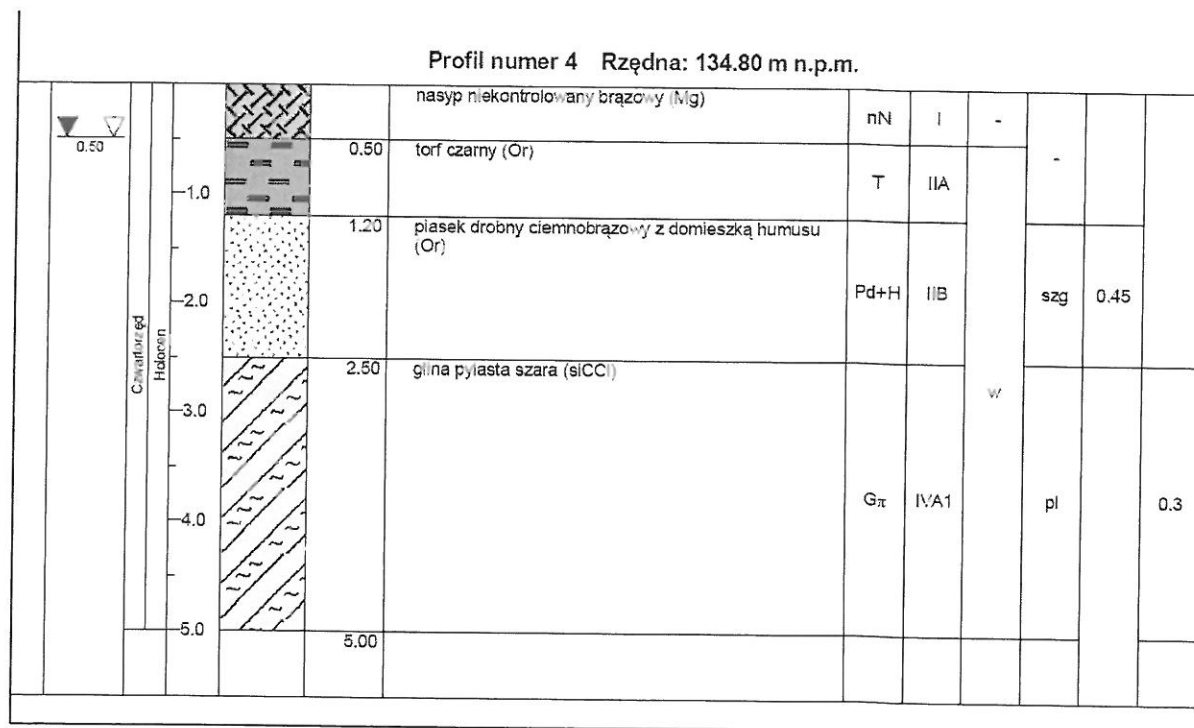 Profil numer 4 Rzędna: 134.80 m n.p.m.
nasyp niekontrolowany brązowy (Mg)
nN I -
0.50
0.50 torf czarny (Or)
-
T IIA
1.0
1.20 piasek drobny ciemnobrązowy z domieszką humusu
(Or)
Pd+H IIB szg 0.45
2.0
Czwartorzęd
Holocen
2.50 glina pylasta szara (siCCl)
w
3.0
Gπ IVA1 pl 0.3
4.0
5.0
5.00